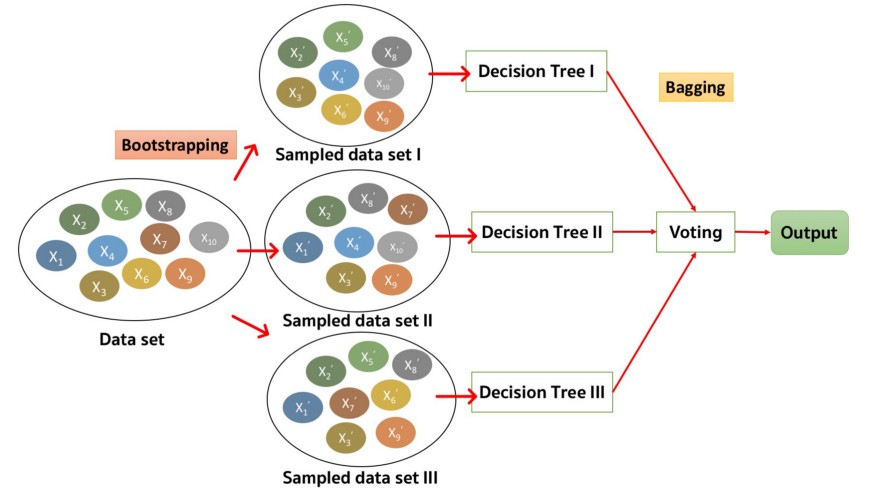 X₅′
X₂′
X₈′
X₄′
X₁₀′
X₃′
X₆′
X₉′
Sampled data set I
Decision Tree I
Bagging
Bootstrapping
X₅
X₈
X₂
X₇
X₁₀
X₁
X₄
X₃
X₆
X₉
Data set
X₈′
X₂′
X₇′
X₁′
X₄′
X₁₀′
X₃′
X₉′
Sampled data set II
Decision Tree II
Voting
Output
X₅′
X₂′
X₈′
X₁′
X₇′
X₆′
X₃′
X₉′
Sampled data set III
Decision Tree III